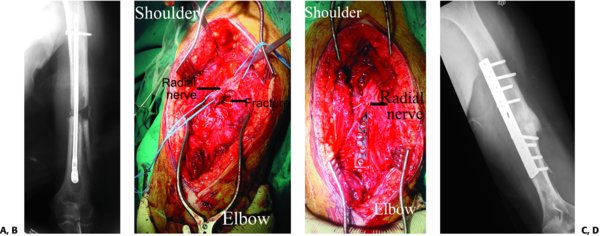 Shoulder
Radial
nerve
Fracture
Elbow
Shoulder
Radial
nerve
Elbow
A, B
C, D